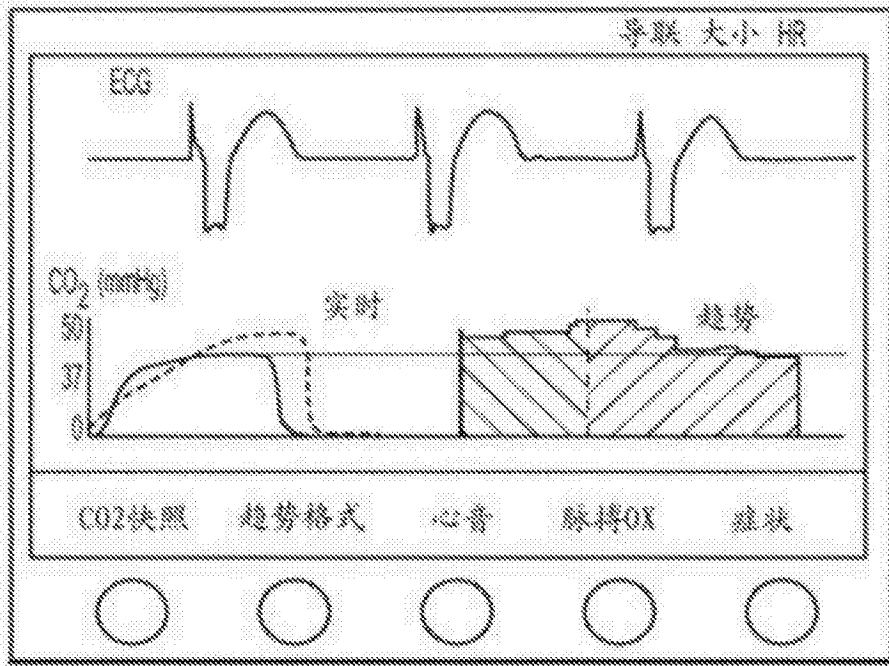 导联 大小 HR
ECG
CO2 (mmHg)
实时
趋势
50
37
0
CO2快照 趋势格式 心音 脉搏OX 症状